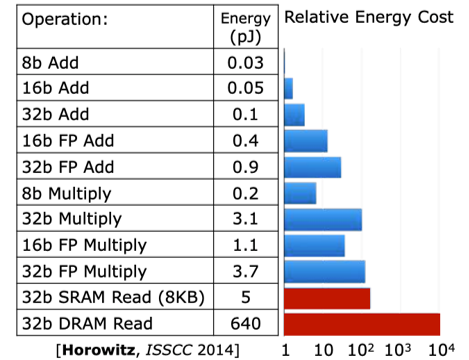 Operation: Energy (pJ) Relative Energy Cost
8b Add 0.03
16b Add 0.05
32b Add 0.1
16b FP Add 0.4
32b FP Add 0.9
8b Multiply 0.2
32b Multiply 3.1
16b FP Multiply 1.1
32b FP Multiply 3.7
32b SRAM Read (8KB) 5
32b DRAM Read 640
[Horowitz, ISSCC 2014] 1 10 10² 10³ 10⁴